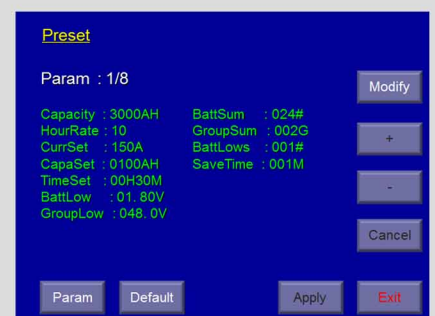 Preset
Param : 1/8
Modify
Capacity : 3000AH
HourRate : 10
CurrSet : 150A
CapaSet : 0100AH
TimeSet : 00H30M
BattLow : 01. 80V
GroupLow : 048. 0V
BattSum : 024#
GroupSum : 002G
BattLows : 001#
SaveTime : 001M
+
-
Cancel
Param
Default
Apply
Exit